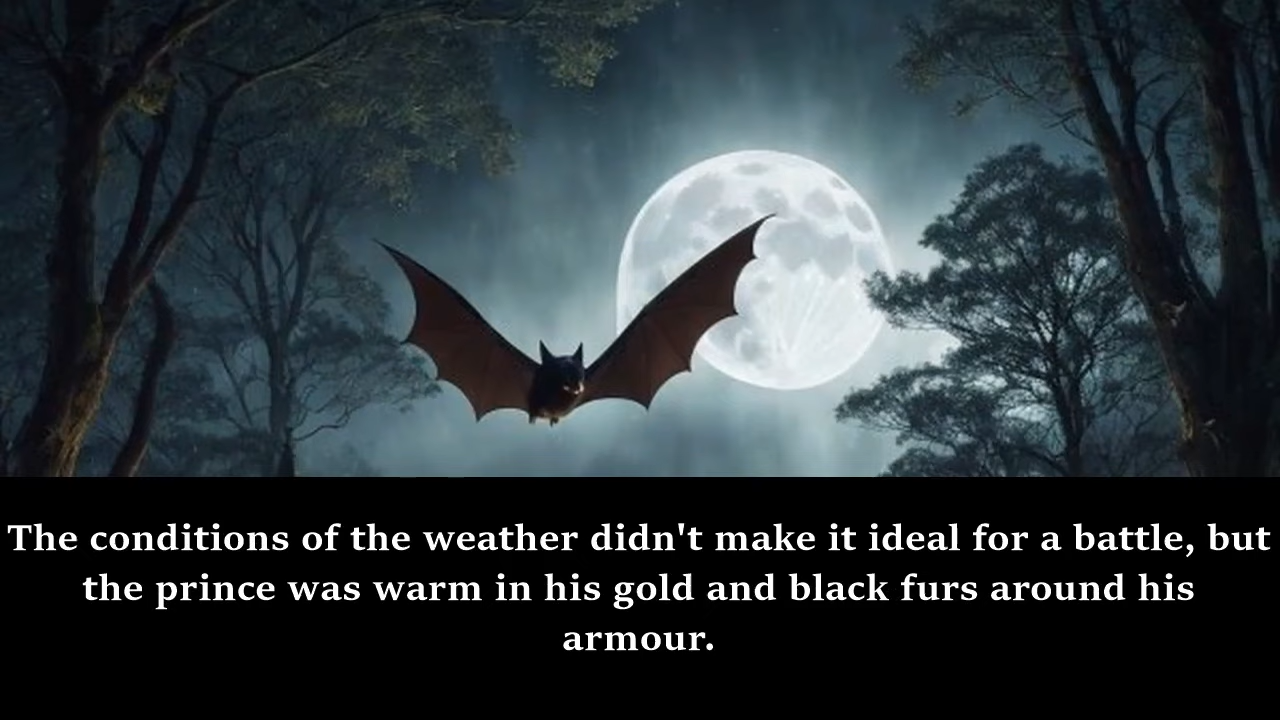 The conditions of the weather didn't make it ideal for a battle, but
the prince was warm in his gold and black furs around his
armour.